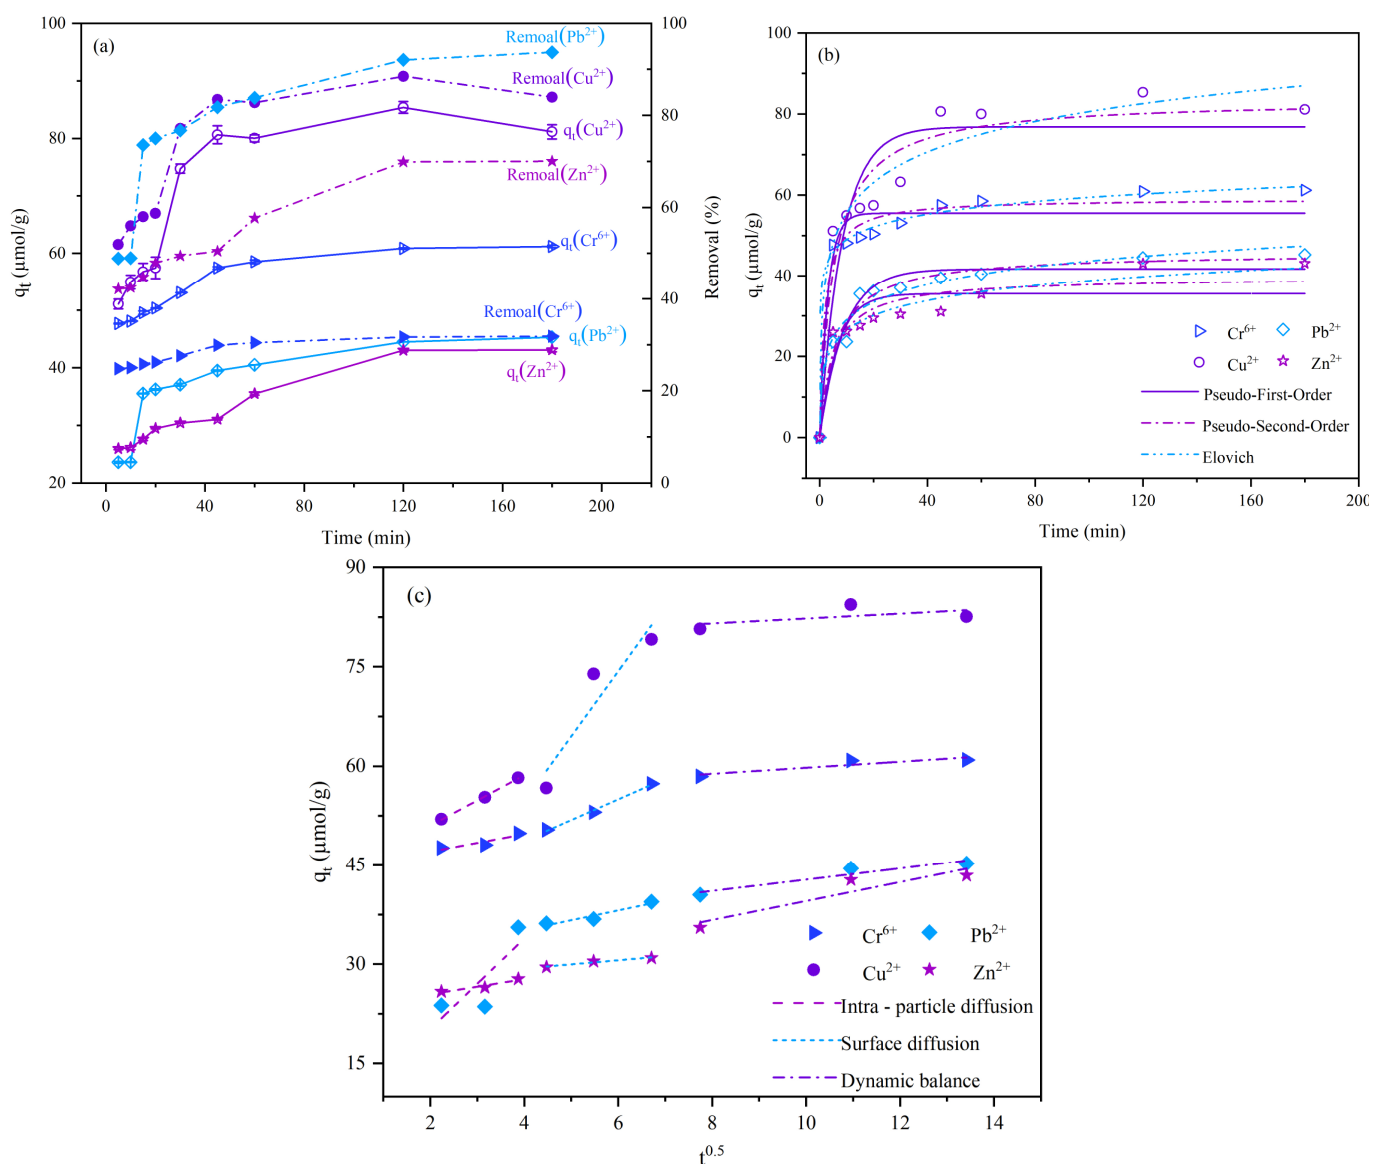 (a)
100
80
60
40
20
qt (μmol/g)
100
80
60
40
20
0
Removal (%)
Remoal(Pb2+)
Remoal(Cu2+)
qt(Cu2+)
Remoal(Zn2+)
qt(Cr6+)
Remoal(Cr6+)
qt(Pb2+)
qt(Zn2+)
0 40 80 120 160 200
Time (min)
(b)
100
80
60
40
20
0
qt (μmol/g)
Cr6+ Pb2+
Cu2+ Zn2+
Pseudo-First-Order
Pseudo-Second-Order
Elovich
0 40 80 120 160 200
Time (min)
(c)
90
75
60
45
30
15
qt (μmol/g)
Cr6+ Pb2+
Cu2+ Zn2+
Intra - particle diffusion
Surface diffusion
Dynamic balance
2 4 6 8 10 12 14
t0.5